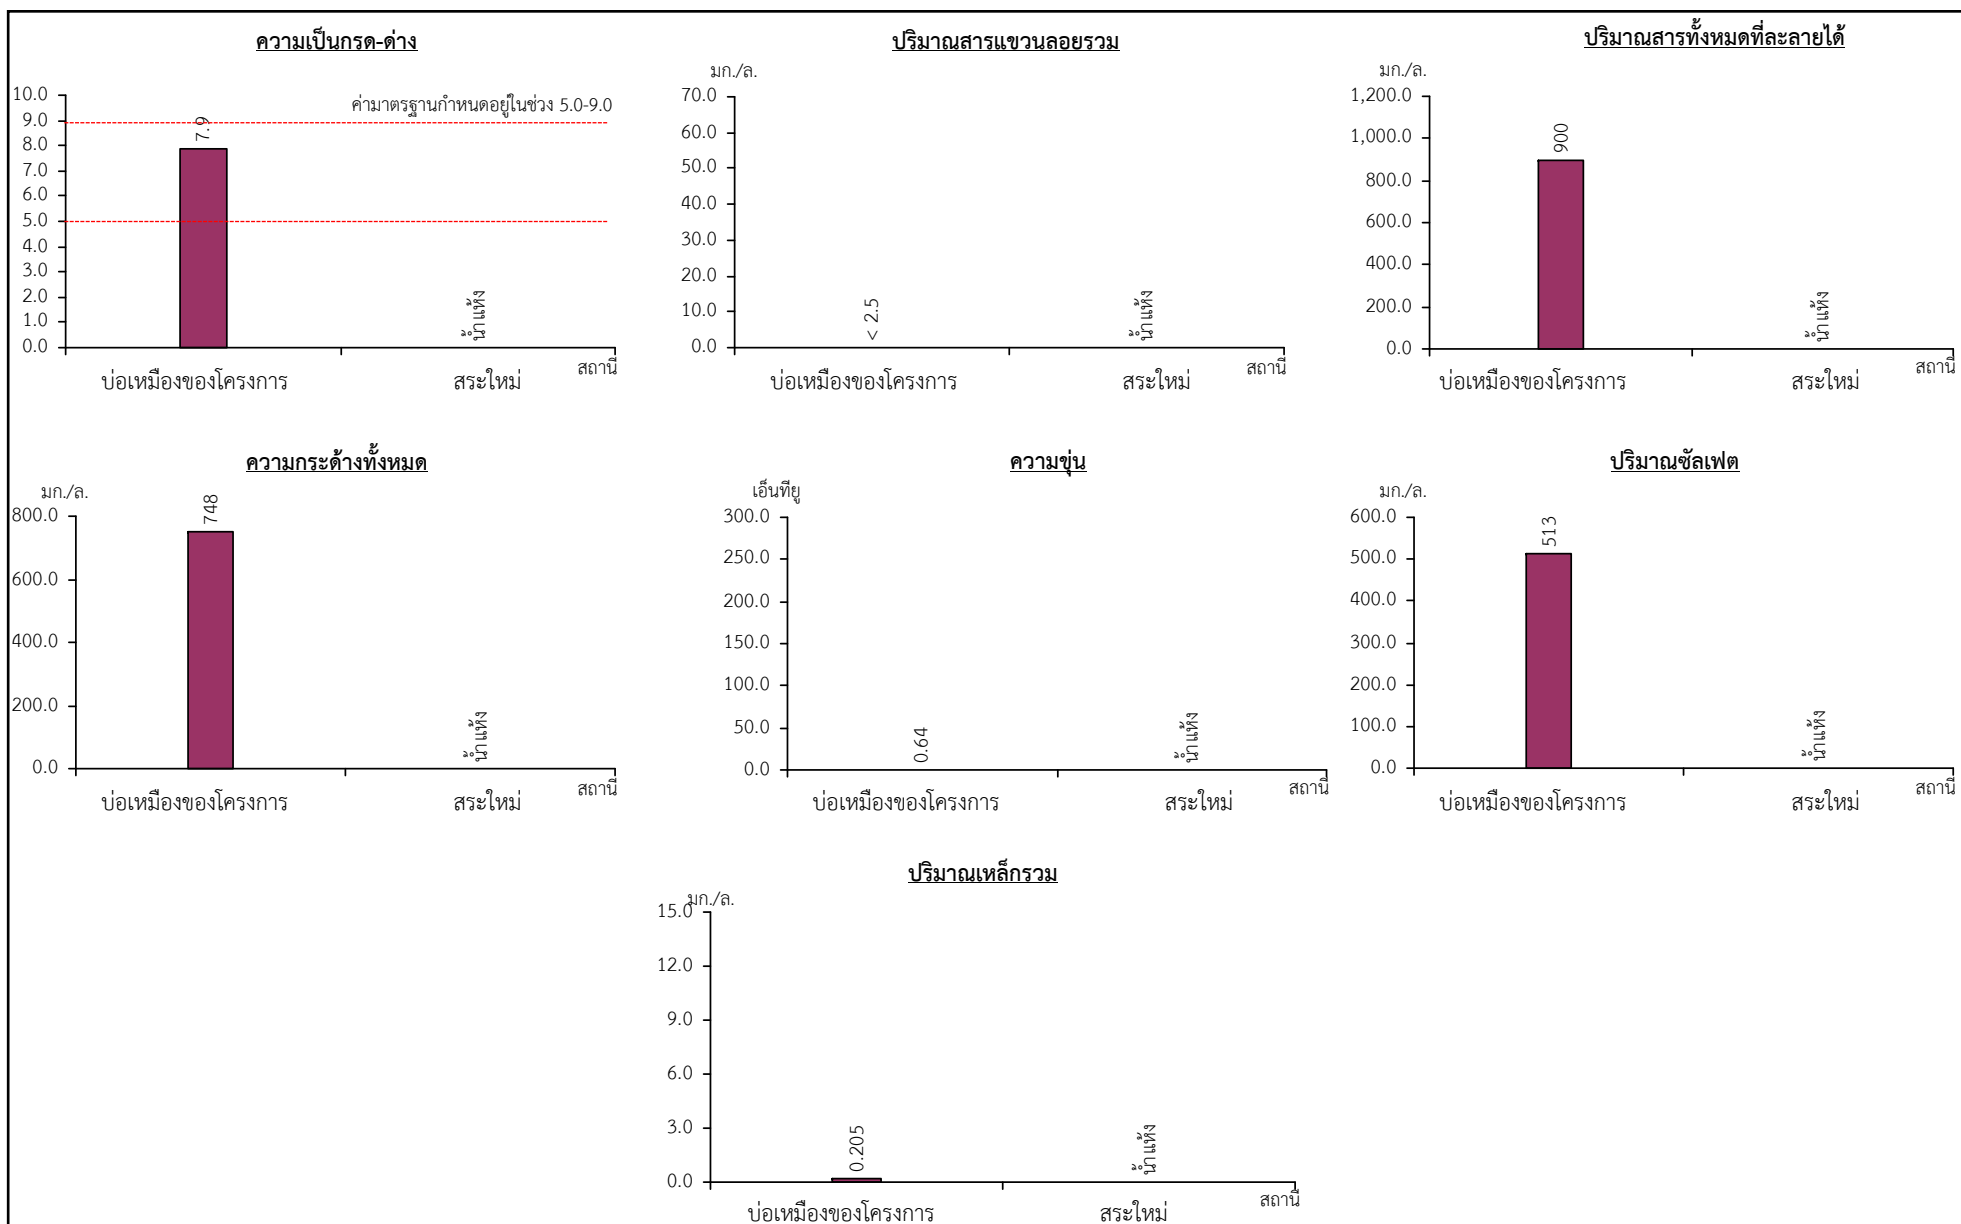 ความเป็นกรด-ด่าง
10.0
9.0
8.0
7.0
6.0
5.0
4.0
3.0
2.0
1.0
0.0
ค่ามาตรฐานกำหนดอยู่ในช่วง 5.0-9.0
7.9
น้ำแห้ง
สถานี
บ่อเหมืองของโครงการ
สระใหม่
ปริมาณสารแขวนลอยรวม
มก./ล.
70.0
60.0
50.0
40.0
30.0
20.0
10.0
0.0
< 2.5
น้ำแห้ง
สถานี
บ่อเหมืองของโครงการ
สระใหม่
ปริมาณสารทั้งหมดที่ละลายได้
มก./ล.
1,200.0
1,000.0
800.0
600.0
400.0
200.0
0.0
900
น้ำแห้ง
สถานี
บ่อเหมืองของโครงการ
สระใหม่
ความกระด้างทั้งหมด
มก./ล.
800.0
600.0
400.0
200.0
0.0
748
น้ำแห้ง
สถานี
บ่อเหมืองของโครงการ
สระใหม่
ความขุ่น
เอ็นทียู
300.0
250.0
200.0
150.0
100.0
50.0
0.0
0.64
น้ำแห้ง
สถานี
บ่อเหมืองของโครงการ
สระใหม่
ปริมาณซัลเฟต
มก./ล.
600.0
500.0
400.0
300.0
200.0
100.0
0.0
513
น้ำแห้ง
สถานี
บ่อเหมืองของโครงการ
สระใหม่
ปริมาณเหล็กรวม
มก./ล.
15.0
12.0
9.0
6.0
3.0
0.0
0.205
น้ำแห้ง
สถานี
บ่อเหมืองของโครงการ
สระใหม่